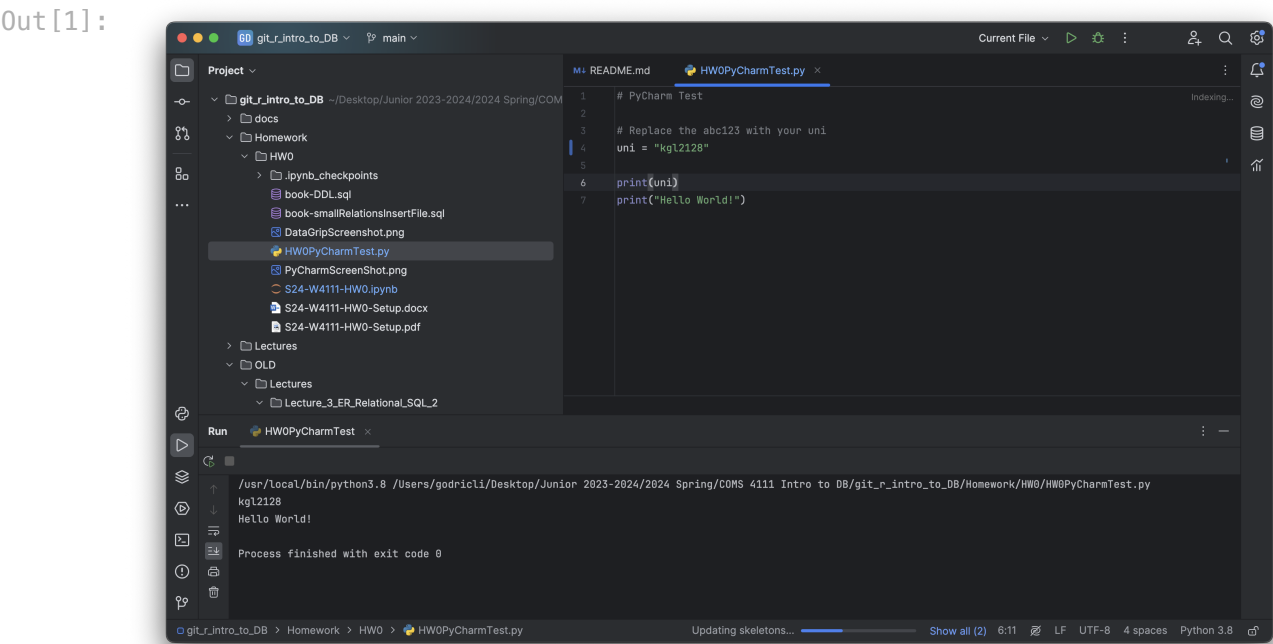 Out[1]:
GD git_r_intro_to_DB main Current File
Project
M↓ README.md HW0PyCharmTest.py
git_r_intro_to_DB ~/Desktop/Junior 2023-2024/2024 Spring/COM
docs
Homework
HW0
.ipynb_checkpoints
book-DDL.sql
book-smallRelationsInsertFile.sql
DataGripScreenshot.png
HW0PyCharmTest.py
PyCharmScreenShot.png
S24-W4111-HW0.ipynb
S24-W4111-HW0-Setup.docx
S24-W4111-HW0-Setup.pdf
Lectures
OLD
Lectures
Lecture_3_ER_Relational_SQL_2
1 # PyCharm Test
Indexing...
2
3 # Replace the abc123 with your uni
4 uni = "kgl2128"
5
6 print(uni)
7 print("Hello World!")
Run HW0PyCharmTest
/usr/local/bin/python3.8 /Users/godricli/Desktop/Junior 2023-2024/2024 Spring/COMS 4111 Intro to DB/git_r_intro_to_DB/Homework/HW0/HW0PyCharmTest.py
kgl2128
Hello World!
Process finished with exit code 0
git_r_intro_to_DB > Homework > HW0 > HW0PyCharmTest.py Updating skeletons... Show all (2) 6:11 LF UTF-8 4 spaces Python 3.8